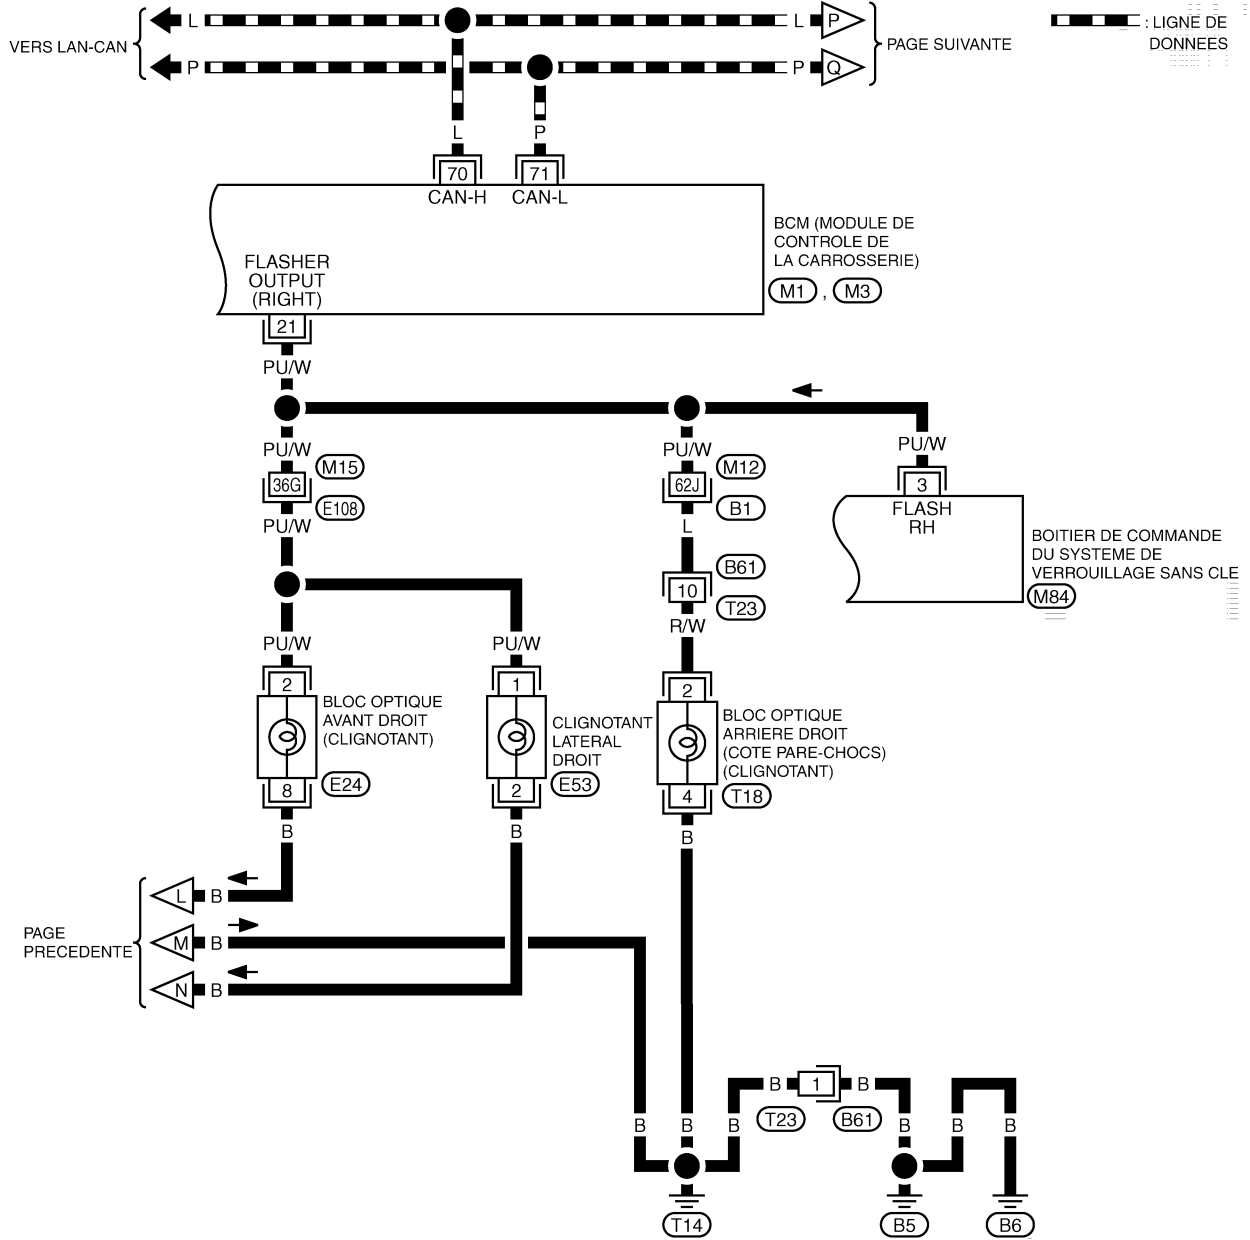 L
L
P
: LIGNE DE
DONNEES
VERS LAN-CAN
PAGE SUIVANTE
P
P
Q
L
P
70
71
CAN-H
CAN-L
BCM (MODULE DE
CONTROLE DE
LA CARROSSERIE)
M1 , M3
FLASHER
OUTPUT
(RIGHT)
21
PU/W
PU/W
PU/W
PU/W
M15
M12
36G
62J
3
E108
B1
FLASH
RH
PU/W
L
BOITIER DE COMMANDE
DU SYSTEME DE
VERROUILLAGE SANS CLE
M84
B61
10
T23
R/W
PU/W
PU/W
2
1
2
BLOC OPTIQUE
AVANT DROIT
(CLIGNOTANT)
E24
CLIGNOTANT
LATERAL
DROIT
E53
BLOC OPTIQUE
ARRIERE DROIT
(COTE PARE-CHOCS)
(CLIGNOTANT)
T18
8
2
4
B
B
B
L
B
PAGE
PRECEDENTE
M
B
N
B
B
1
B
T23
B61
B
B
B
B
B
B
T14
B5
B6